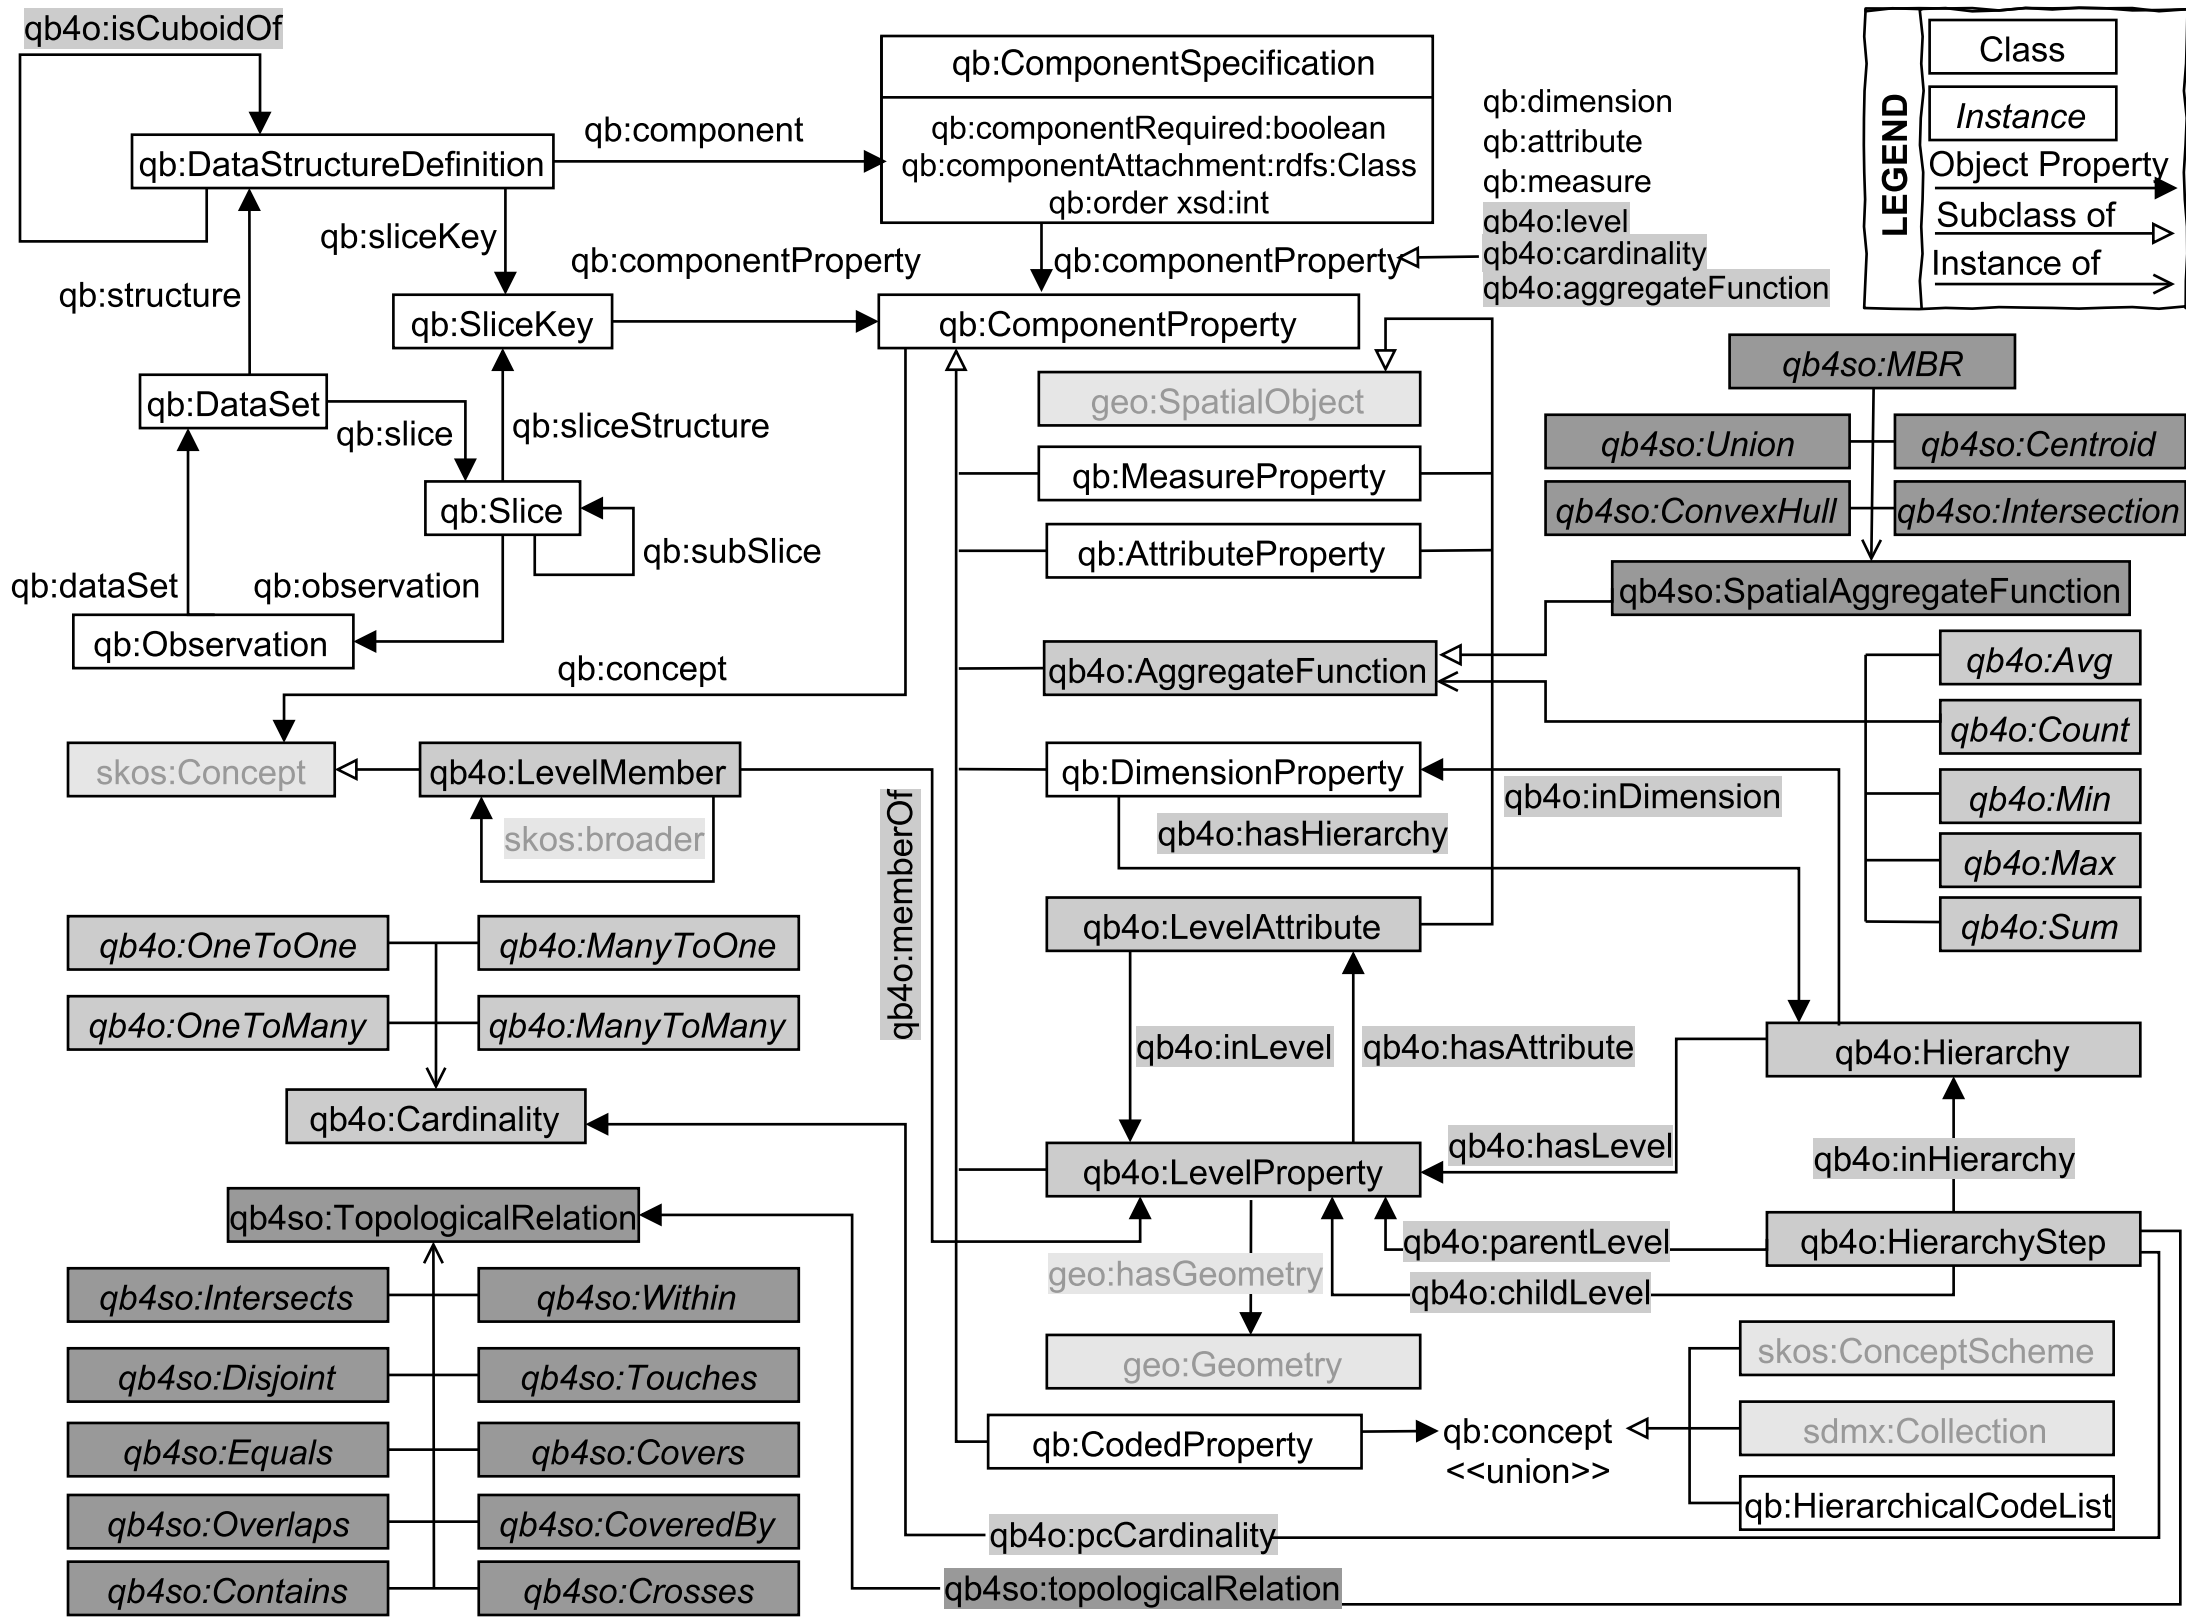 qb4o:isCuboidOf
qb:DataStructureDefinition
qb:component
qb:ComponentSpecification
qb:componentRequired:boolean
qb:componentAttachment:rdfs:Class
qb:order xsd:int
qb:dimension
qb:attribute
qb:measure
qb4o:level
qb4o:cardinality
qb4o:aggregateFunction
LEGEND
Class
Instance
Object Property
Subclass of
Instance of
qb:sliceKey
qb:structure
qb:componentProperty
qb:componentProperty
qb:SliceKey
qb:ComponentProperty
qb:DataSet
qb:slice
qb:sliceStructure
qb:Slice
qb:subSlice
qb:dataSet
qb:observation
qb:Observation
qb:concept
geo:SpatialObject
qb:MeasureProperty
qb:AttributeProperty
qb4so:MBR
qb4so:Union
qb4so:Centroid
qb4so:ConvexHull
qb4so:Intersection
qb4so:SpatialAggregateFunction
qb4o:AggregateFunction
qb4o:Avg
qb4o:Count
qb4o:Min
qb4o:Max
qb4o:Sum
skos:Concept
qb4o:LevelMember
skos:broader
qb4o:memberOf
qb:DimensionProperty
qb4o:inDimension
qb4o:hasHierarchy
qb4o:LevelAttribute
qb4o:OneToOne
qb4o:ManyToOne
qb4o:OneToMany
qb4o:ManyToMany
qb4o:Cardinality
qb4o:inLevel
qb4o:hasAttribute
qb4o:Hierarchy
qb4o:hasLevel
qb4o:inHierarchy
qb4o:LevelProperty
qb4o:parentLevel
qb4o:HierarchyStep
qb4o:childLevel
geo:hasGeometry
geo:Geometry
qb4so:TopologicalRelation
qb4so:Intersects
qb4so:Within
qb4so:Disjoint
qb4so:Touches
qb4so:Equals
qb4so:Covers
qb4so:Overlaps
qb4so:CoveredBy
qb4so:Contains
qb4so:Crosses
qb:CodedProperty
qb:concept
<<union>>
skos:ConceptScheme
sdmx:Collection
qb:HierarchicalCodeList
qb4o:pcCardinality
qb4so:topologicalRelation